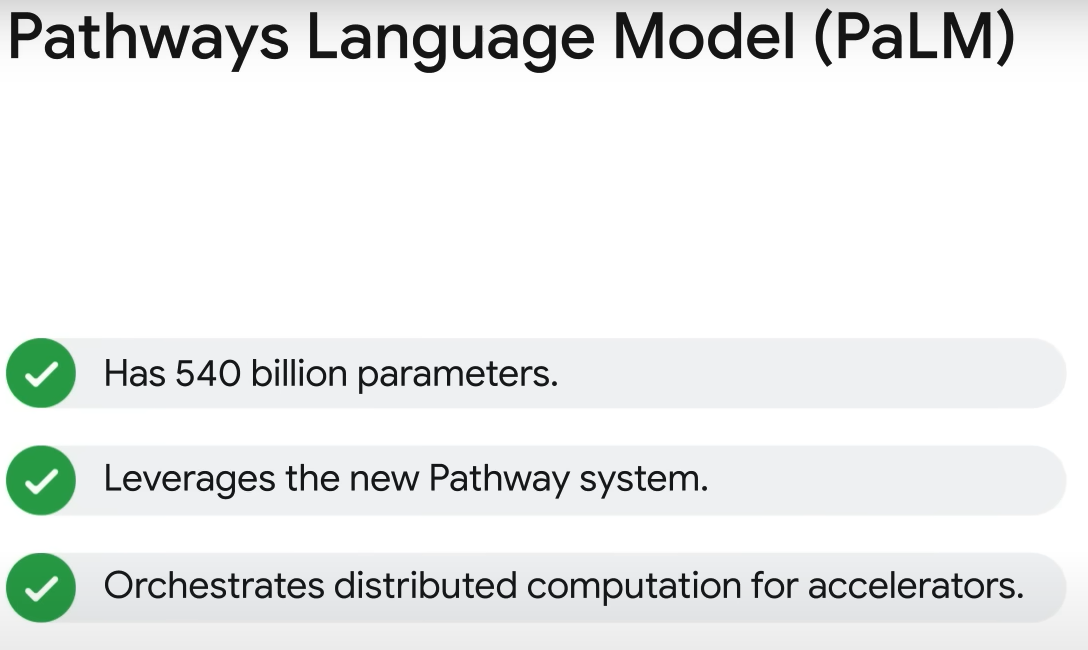 Pathways Language Model (PaLM)
Has 540 billion parameters.
Leverages the new Pathway system.
Orchestrates distributed computation for accelerators.